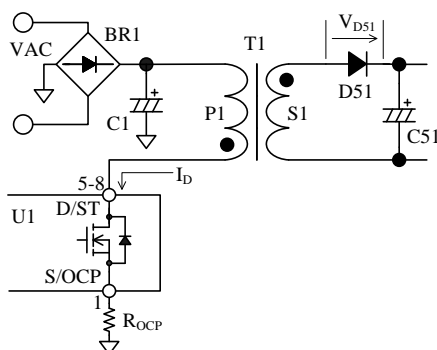 VAC
BR1
C1
T1
P1
S1
VD51
D51
C51
5-8
ID
U1
D/ST
S/OCP
1
ROCP